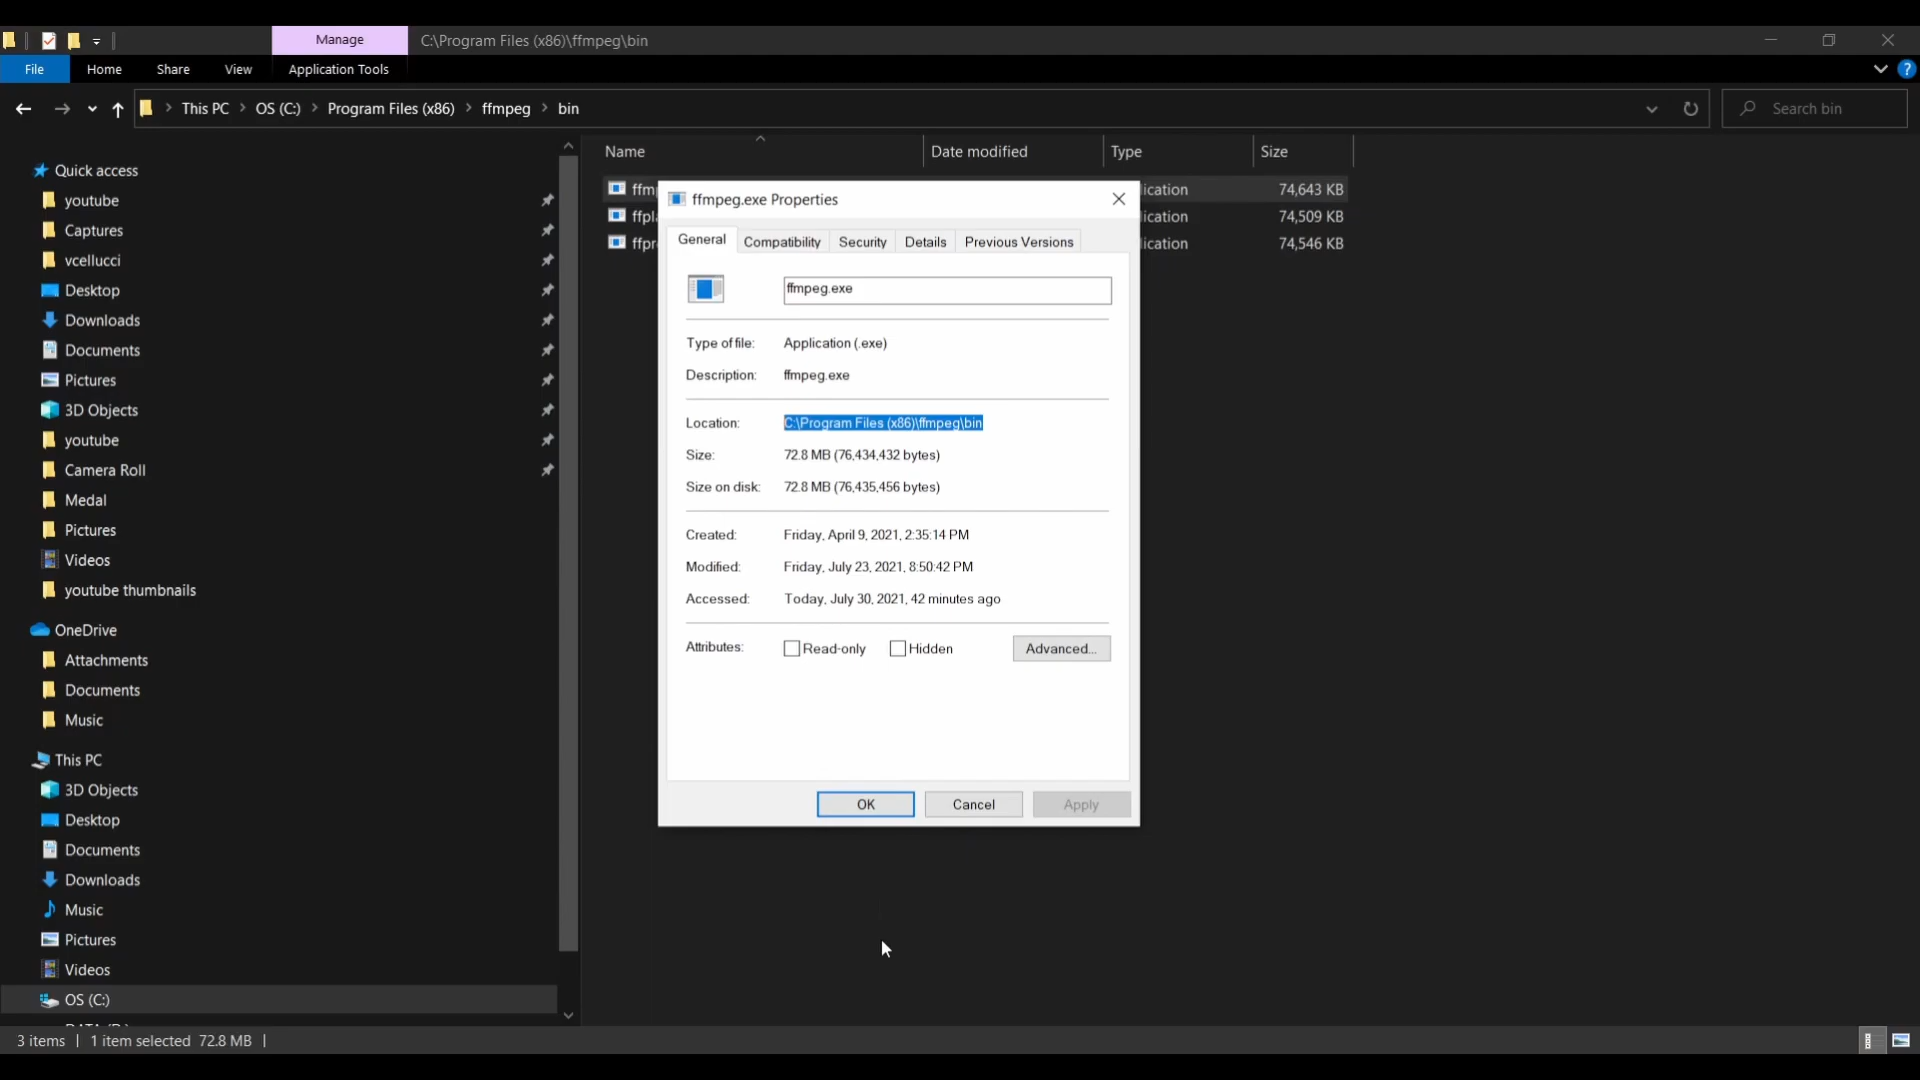 Manage
C:\Program Files (x86)\ffmpeg\bin
File
Home
Share
View
Application Tools
?
This PC
OS (C:)
Program Files (x86)
ffmpeg
bin
Search bin
Quick access
youtube
Captures
vcellucci
Desktop
Downloads
Documents
Pictures
3D Objects
youtube
Camera Roll
Medal
Pictures
Videos
youtube thumbnails
OneDrive
Attachments
Documents
Music
This PC
3D Objects
Desktop
Documents
Downloads
Music
Pictures
Videos
OS (C:)
Name
Date modified
Type
Size
ffm
ication
74,643 KB
ffpl
ication
74,509 KB
ffpr
ication
74,546 KB
ffmpeg.exe Properties
General
Compatibility
Security
Details
Previous Versions
ffmpeg.exe
Type of file: Application (.exe)
Description: ffmpeg.exe
Location: C:\Program Files (x86)\ffmpeg\bin
Size: 72.8 MB (76,434,432 bytes)
Size on disk: 72.8 MB (76,435,456 bytes)
Created: Friday, April 9, 2021, 2:35:14 PM
Modified: Friday, July 23, 2021, 8:50:42 PM
Accessed: Today, July 30, 2021, 42 minutes ago
Attributes: Read-only Hidden Advanced...
OK
Cancel
Apply
3 items
1 item selected 72.8 MB